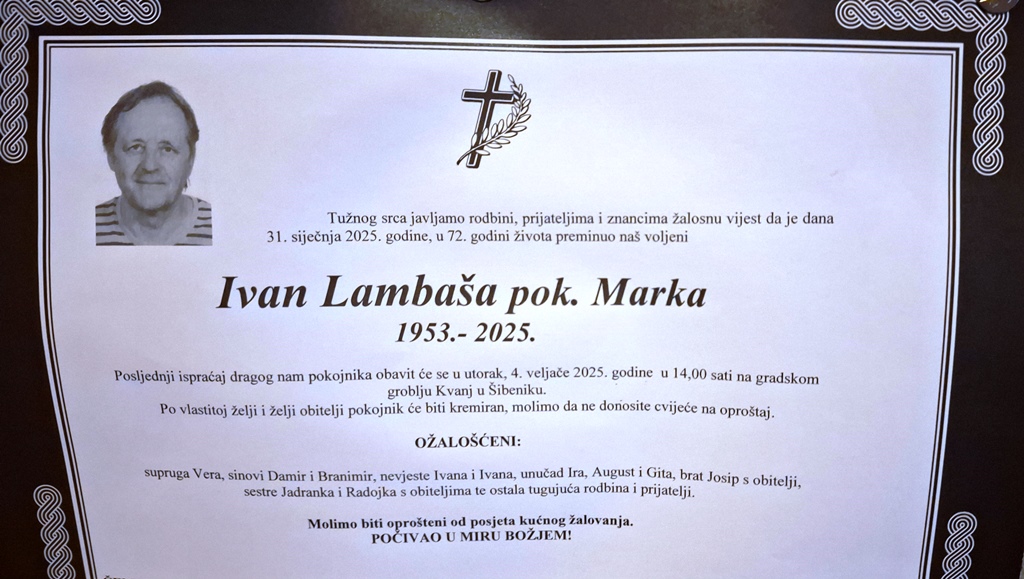 Tužnog srca javljamo rodbini, prijateljima i znancima žalosnu vijest da je dana
31. siječnja 2025. godine, u 72. godini života preminuo naš voljeni
Ivan Lambaša pok. Marka
1953.- 2025.
Posljednji ispraćaj dragog nam pokojnika obavit će se u utorak, 4. veljače 2025. godine u 14,00 sati na gradskom
groblju Kvanj u Šibeniku.
Po vlastitoj želji i želji obitelji pokojnik će biti kremiran, molimo da ne donosite cvijeće na oproštaj.
OŽALOŠĆENI:
supruga Vera, sinovi Damir i Branimir, nevjeste Ivana i Ivana, unučad Ira, August i Gita, brat Josip s obitelji,
sestre Jadranka i Radojka s obiteljima te ostala tugujuća rodbina i prijatelji.
Molimo biti oprošteni od posjeta kućnog žalovanja.
POČIVAO U MIRU BOŽJEM!